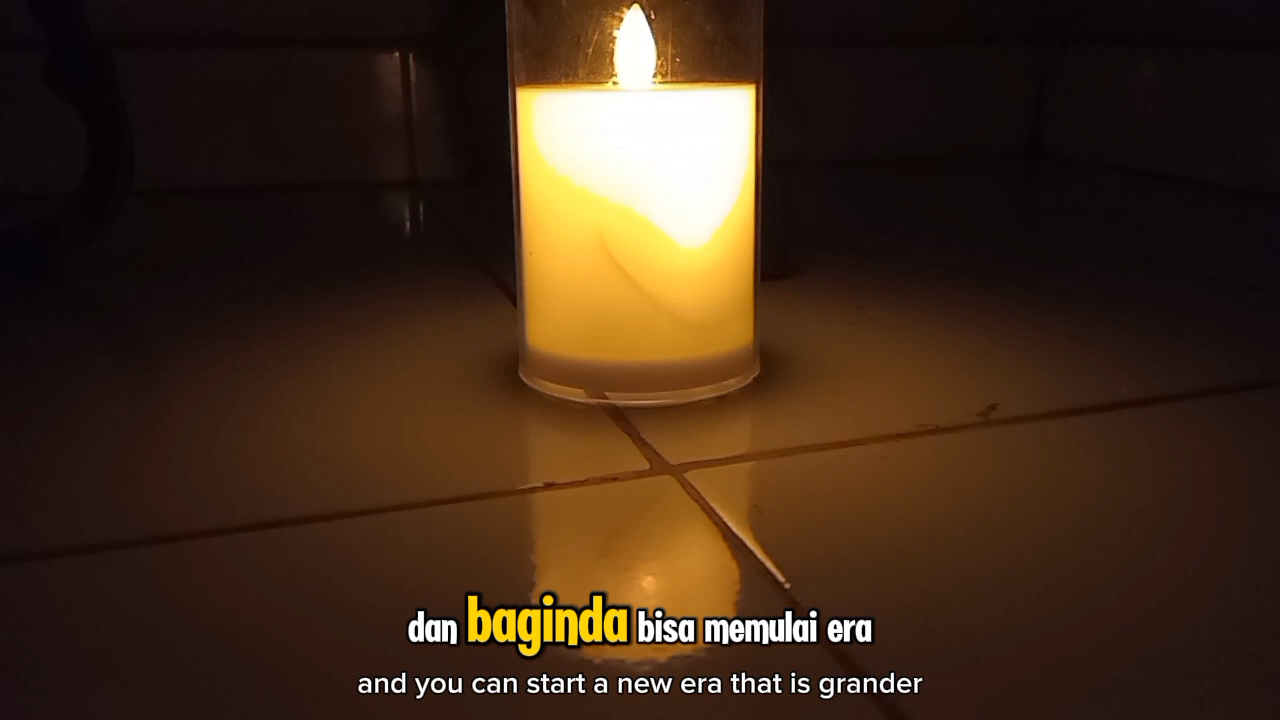 dan baginda bisa memulai era
and you can start a new era that is grander